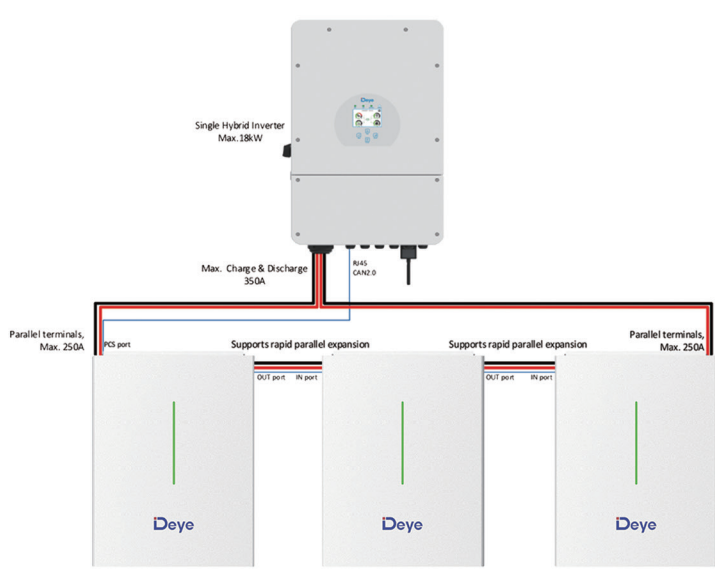 Deye
Single Hybrid Inverter
Max.18kW
Max. Charge & Discharge
350A
RJ45
CAN2.0
Parallel terminals,
Max. 250A
PCS port
Supports rapid parallel expansion
OUT port IN port
Supports rapid parallel expansion
OUT port IN port
Parallel terminals,
Max. 250A
Deye
Deye
Deye